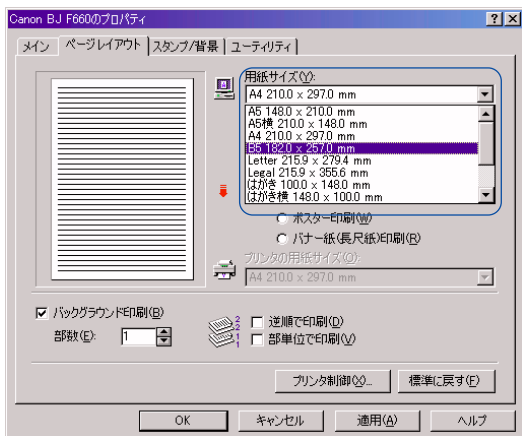 Canon BJ F660のプロパティ
メイン ページレイアウト スタンプ/背景 ユーティリティ
用紙サイズ(Y):
A4 210.0 x 297.0 mm
A5 148.0 x 210.0 mm
A5横 210.0 x 148.0 mm
A4 210.0 x 297.0 mm
B5 182.0 x 257.0 mm
Letter 215.9 x 279.4 mm
Legal 215.9 x 355.6 mm
はがき 100.0 x 148.0 mm
はがき横 148.0 x 100.0 mm
ポスター印刷(W)
バナー紙(長尺紙)印刷(R)
プリンタの用紙サイズ(O):
A4 210.0 x 297.0 mm
バックグラウンド印刷(B)
部数(E): 1
逆順で印刷(D)
部単位で印刷(V)
プリンタ制御(X)... 標準に戻す(F)
OK キャンセル 適用(A) ヘルプ